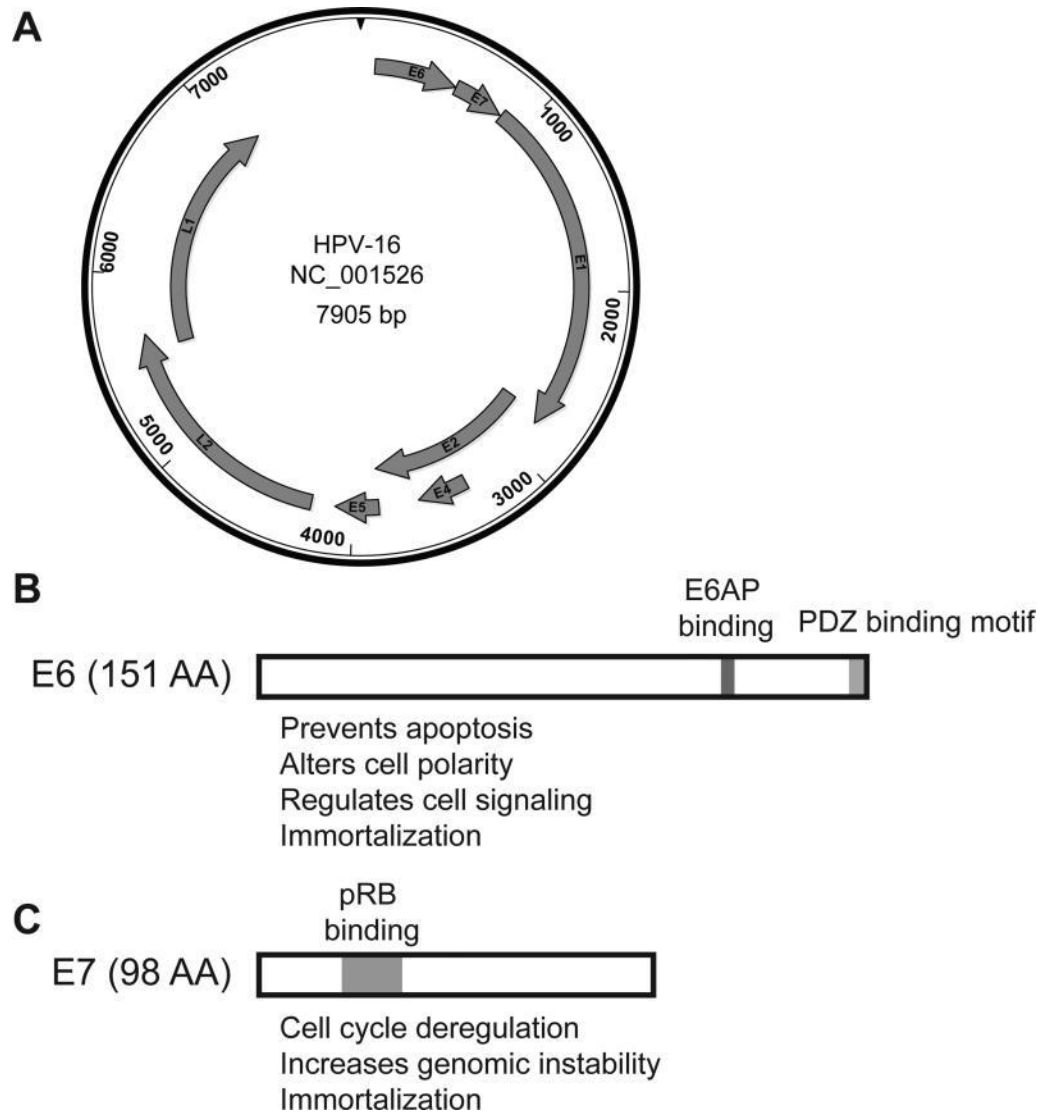 A
E6
E7
1000
7000
L1
E1
6000
HPV-16
NC_001526
7905 bp
2000
E2
L2
5000
E4
3000
E5
4000
B
E6AP
binding
PDZ binding motif
E6 (151 AA)
Prevents apoptosis
Alters cell polarity
Regulates cell signaling
Immortalization
C
pRB
binding
E7 (98 AA)
Cell cycle deregulation
Increases genomic instability
Immortalization